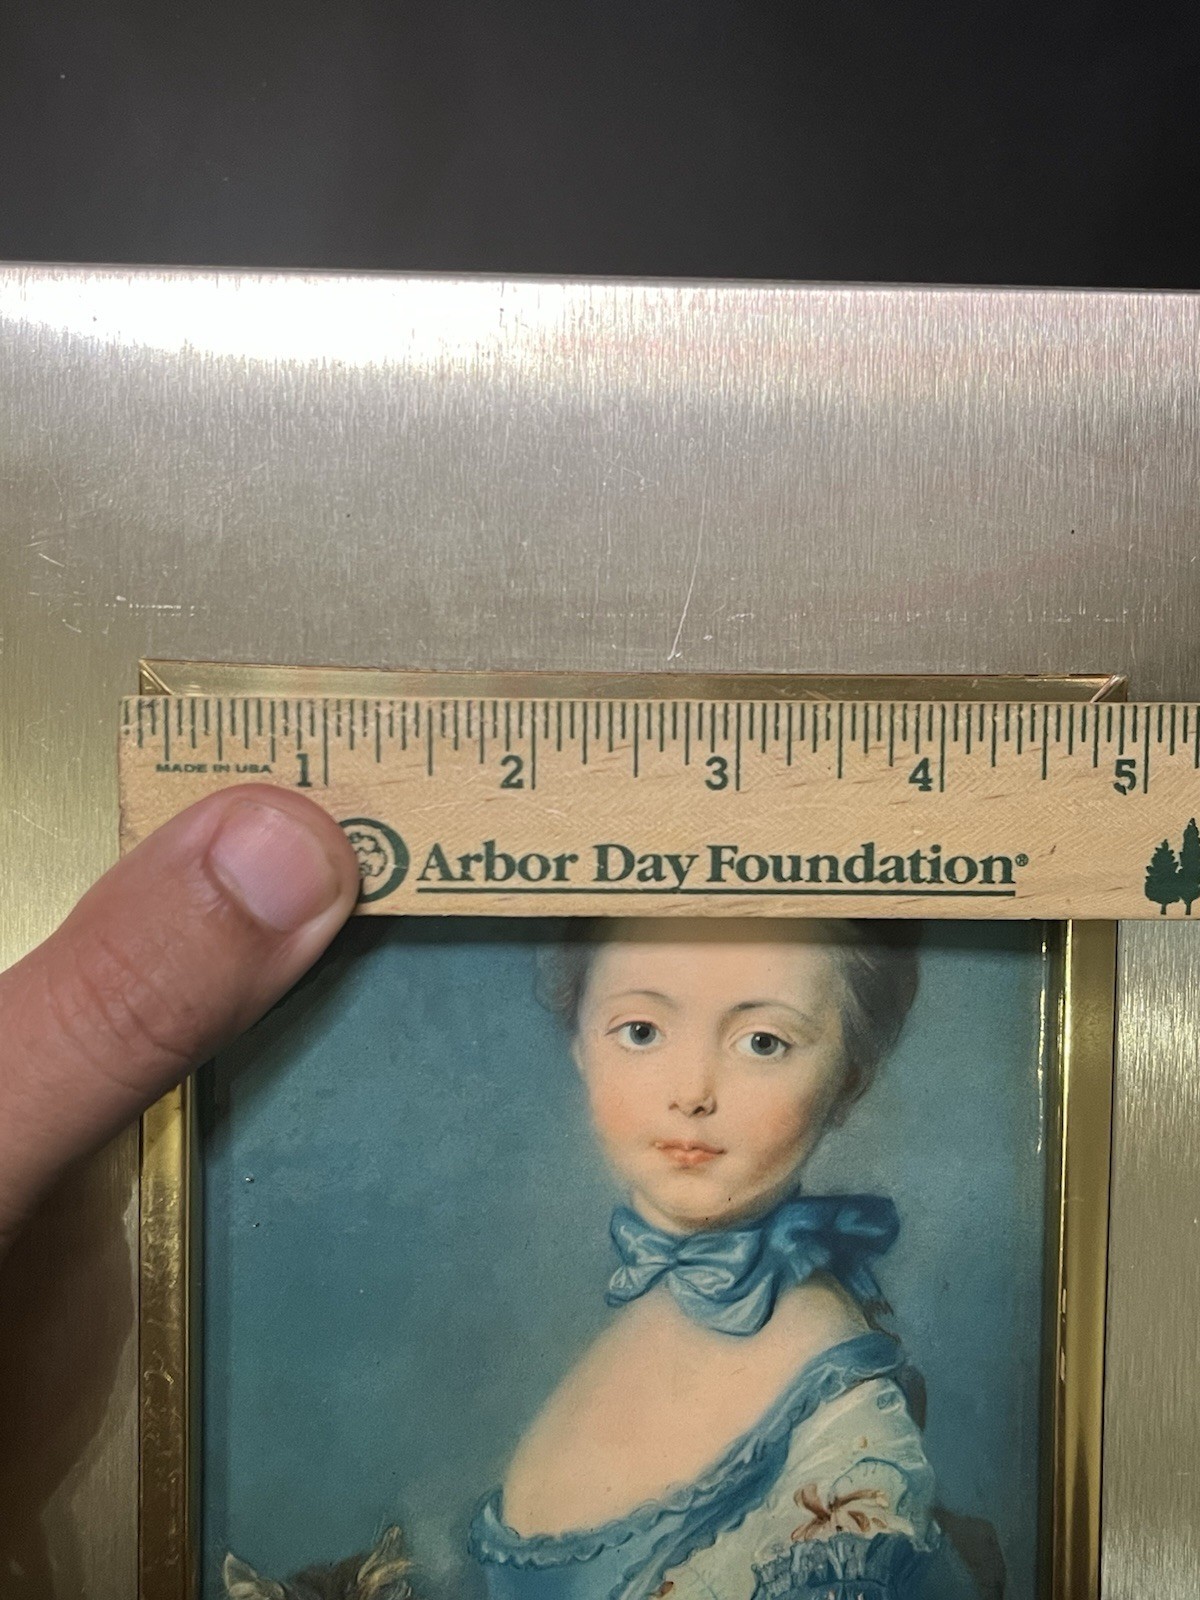 1 2 3 4 5
MADE IN USA
Arbor Day Foundation®